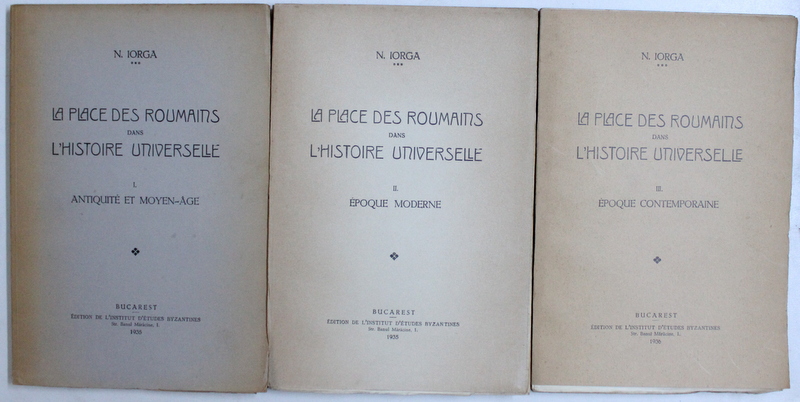 N. IORGA
LA PLACE DES ROUMAINS
DANS
L'HISTOIRE UNIVERSELLE
I.
ANTIQUITÉ ET MOYEN-ÂGE
BUCAREST
ÉDITION DE L'INSTITUT D'ÉTUDES BYZANTINES
1935
N. IORGA
LA PLACE DES ROUMAINS
DANS
L'HISTOIRE UNIVERSELLE
II.
ÉPOQUE MODERNE
BUCAREST
ÉDITION DE L'INSTITUT D'ÉTUDES BYZANTINES
1935
N. IORGA
LA PLACE DES ROUMAINS
DANS
L'HISTOIRE UNIVERSELLE
III.
ÉPOQUE CONTEMPORAINE
BUCAREST
ÉDITION DE L'INSTITUT D'ÉTUDES BYZANTINES
1936